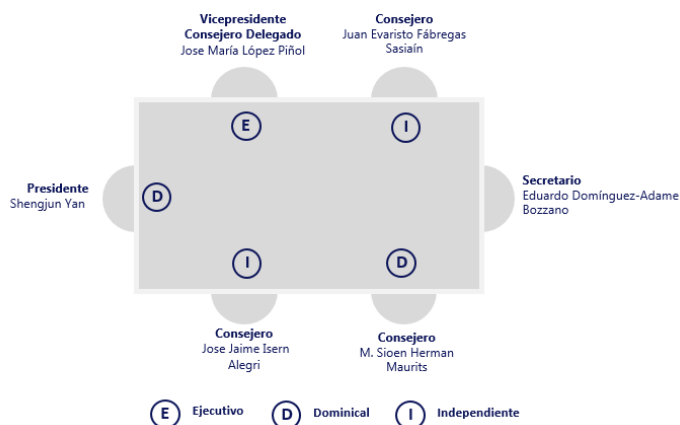 Vicepresidente
Consejero Delegado
Jose María López Piñol
Consejero
Juan Evaristo Fábregas
Sasiaín
E
I
Presidente
Shengjun Yan
D
Secretario
Eduardo Domínguez-Adame
Bozzano
I
D
Consejero
Jose Jaime Isern
Alegri
Consejero
M. Sioen Herman
Maurits
E Ejecutivo
D Dominical
I Independiente